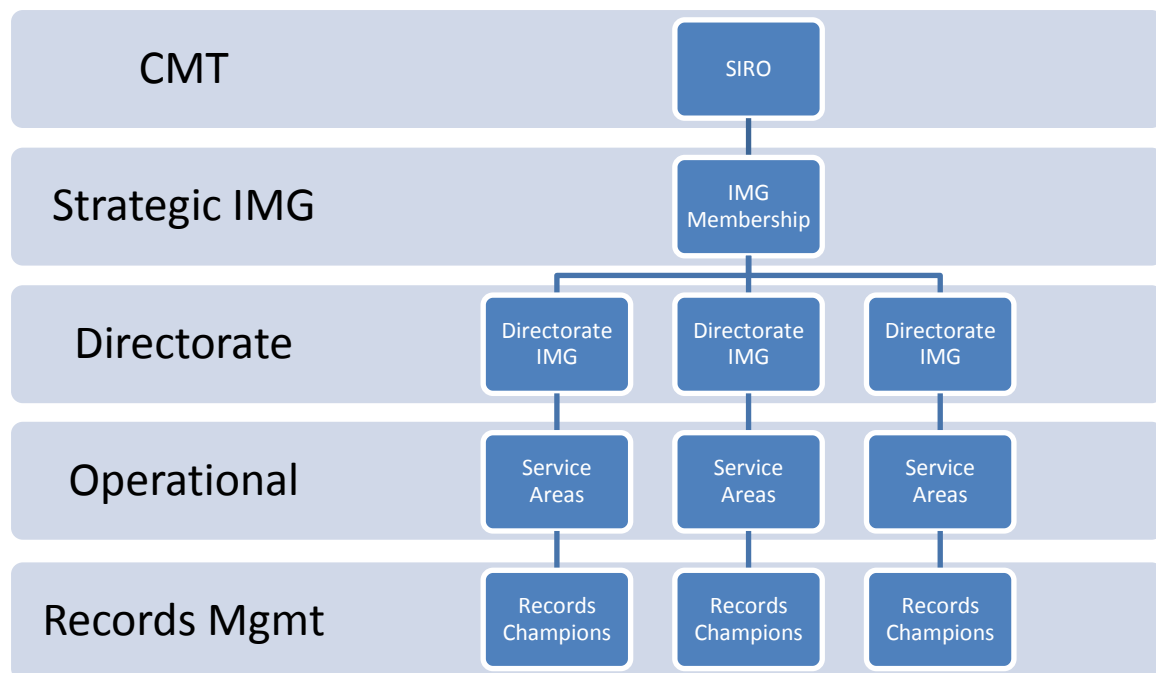 CMT
SIRO
Strategic IMG
IMG
Membership
Directorate
Directorate
IMG
Directorate
IMG
Directorate
IMG
Operational
Service
Areas
Service
Areas
Service
Areas
Records Mgmt
Records
Champions
Records
Champions
Records
Champions